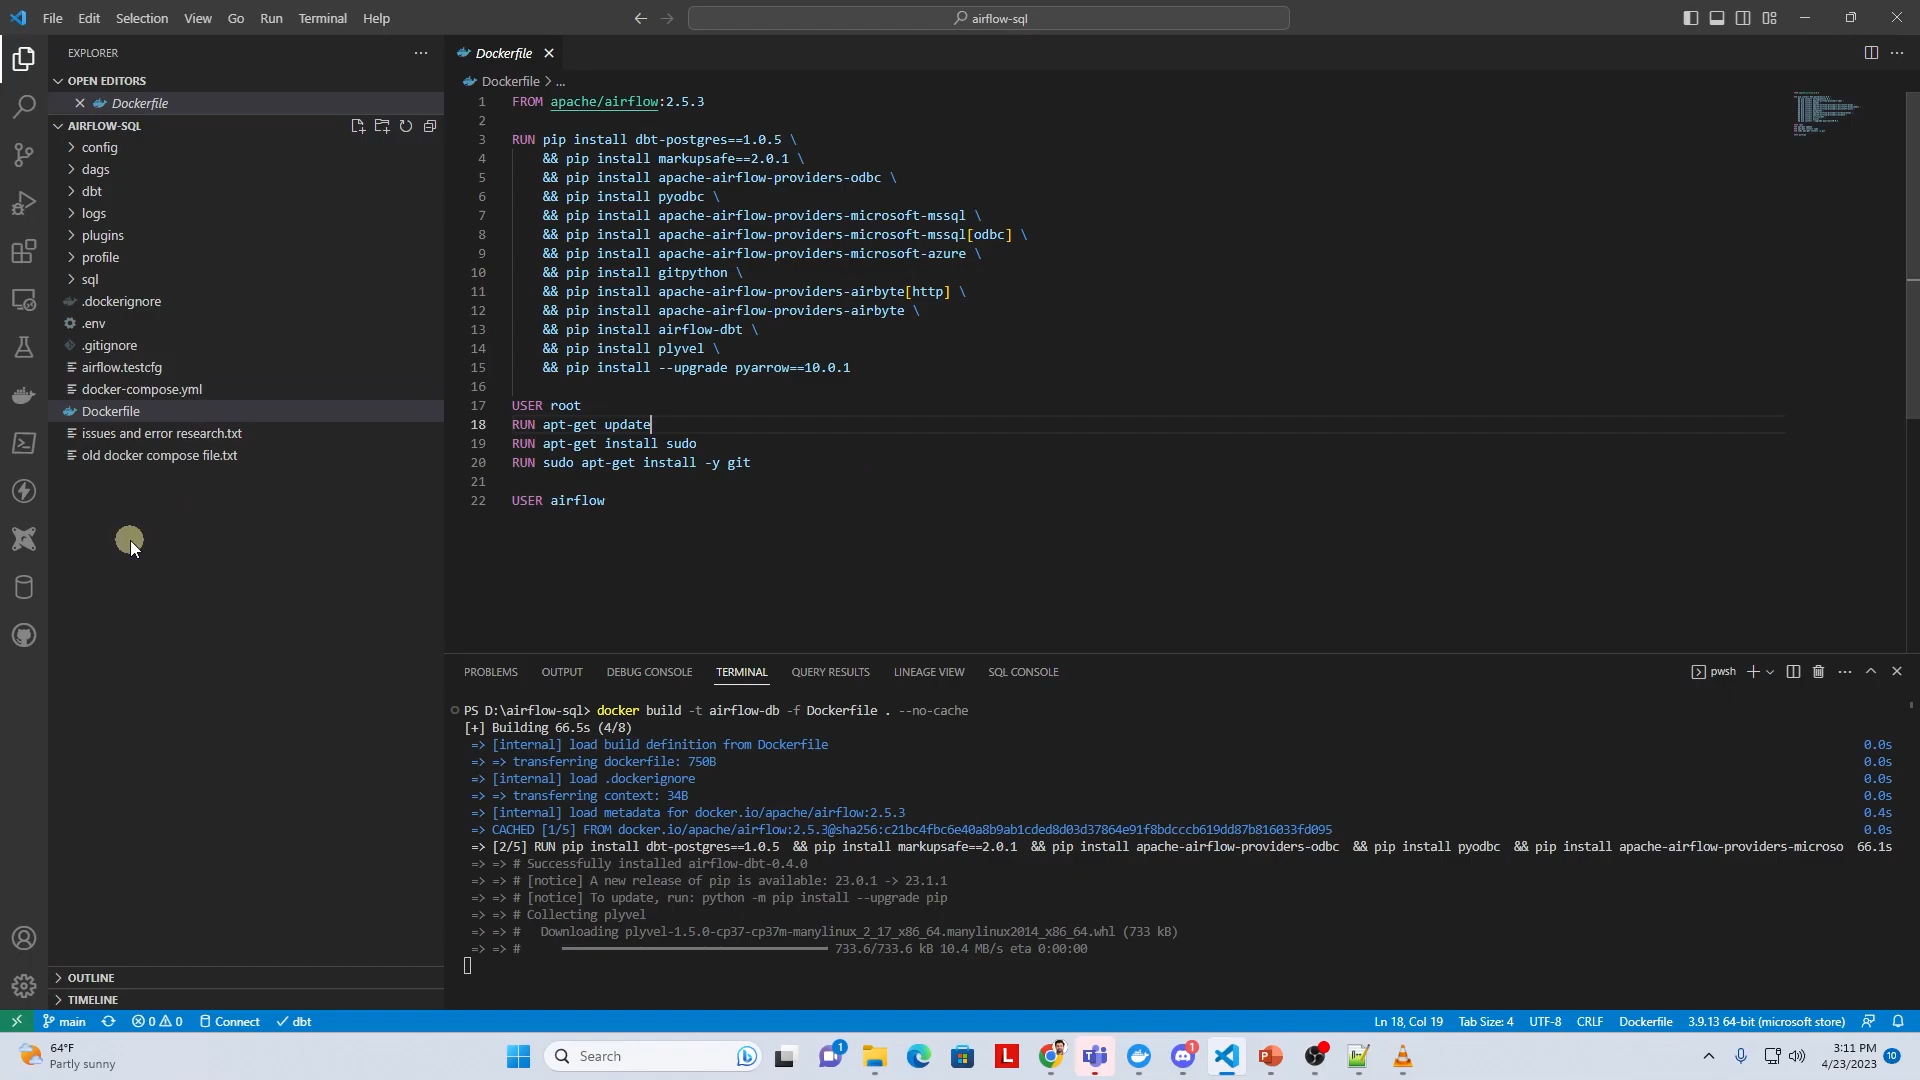 File Edit Selection View Go Run Terminal Help
airflow-sql
EXPLORER
OPEN EDITORS
Dockerfile
AIRFLOW-SQL
config
dags
dbt
logs
plugins
profile
sql
.dockerignore
.env
.gitignore
airflow.testcfg
docker-compose.yml
Dockerfile
issues and error research.txt
old docker compose file.txt
OUTLINE
TIMELINE
Dockerfile
Dockerfile > ...
1 FROM apache/airflow:2.5.3
2
3 RUN pip install dbt-postgres==1.0.5 \
4 && pip install markupsafe==2.0.1 \
5 && pip install apache-airflow-providers-odbc \
6 && pip install pyodbc \
7 && pip install apache-airflow-providers-microsoft-mssql \
8 && pip install apache-airflow-providers-microsoft-mssql[odbc] \
9 && pip install apache-airflow-providers-microsoft-azure \
10 && pip install gitpython \
11 && pip install apache-airflow-providers-airbyte[http] \
12 && pip install apache-airflow-providers-airbyte \
13 && pip install airflow-dbt \
14 && pip install plyvel \
15 && pip install --upgrade pyarrow==10.0.1
16
17 USER root
18 RUN apt-get update
19 RUN apt-get install sudo
20 RUN sudo apt-get install -y git
21
22 USER airflow
PROBLEMS OUTPUT DEBUG CONSOLE TERMINAL QUERY RESULTS LINEAGE VIEW SQL CONSOLE
pwsh
PS D:\airflow-sql> docker build -t airflow-db -f Dockerfile . --no-cache
[+] Building 66.5s (4/8)
=> [internal] load build definition from Dockerfile 0.0s
=> => transferring dockerfile: 750B 0.0s
=> [internal] load .dockerignore 0.0s
=> => transferring context: 34B 0.0s
=> [internal] load metadata for docker.io/apache/airflow:2.5.3 0.4s
=> CACHED [1/5] FROM docker.io/apache/airflow:2.5.3@sha256:c21bc4fbc6e40a8b9ab1cded8d03d37864e91f8bdcccb619dd87b816033fd095 0.0s
=> [2/5] RUN pip install dbt-postgres==1.0.5 && pip install markupsafe==2.0.1 && pip install apache-airflow-providers-odbc && pip install pyodbc && pip install apache-airflow-providers-microso 66.1s
=> => # Successfully installed airflow-dbt-0.4.0
=> => # [notice] A new release of pip is available: 23.0.1 -> 23.1.1
=> => # [notice] To update, run: python -m pip install --upgrade pip
=> => # Collecting plyvel
=> => # Downloading plyvel-1.5.0-cp37-cp37m-manylinux_2_17_x86_64.manylinux2014_x86_64.whl (733 kB)
=> => # 733.6/733.6 kB 10.4 MB/s eta 0:00:00
main 0 0 Connect dbt
Ln 18, Col 19 Tab Size: 4 UTF-8 CRLF Dockerfile 3.9.13 64-bit (microsoft store)
64°F
Partly sunny
Search
1
L
1
3:11 PM
4/23/2023
10